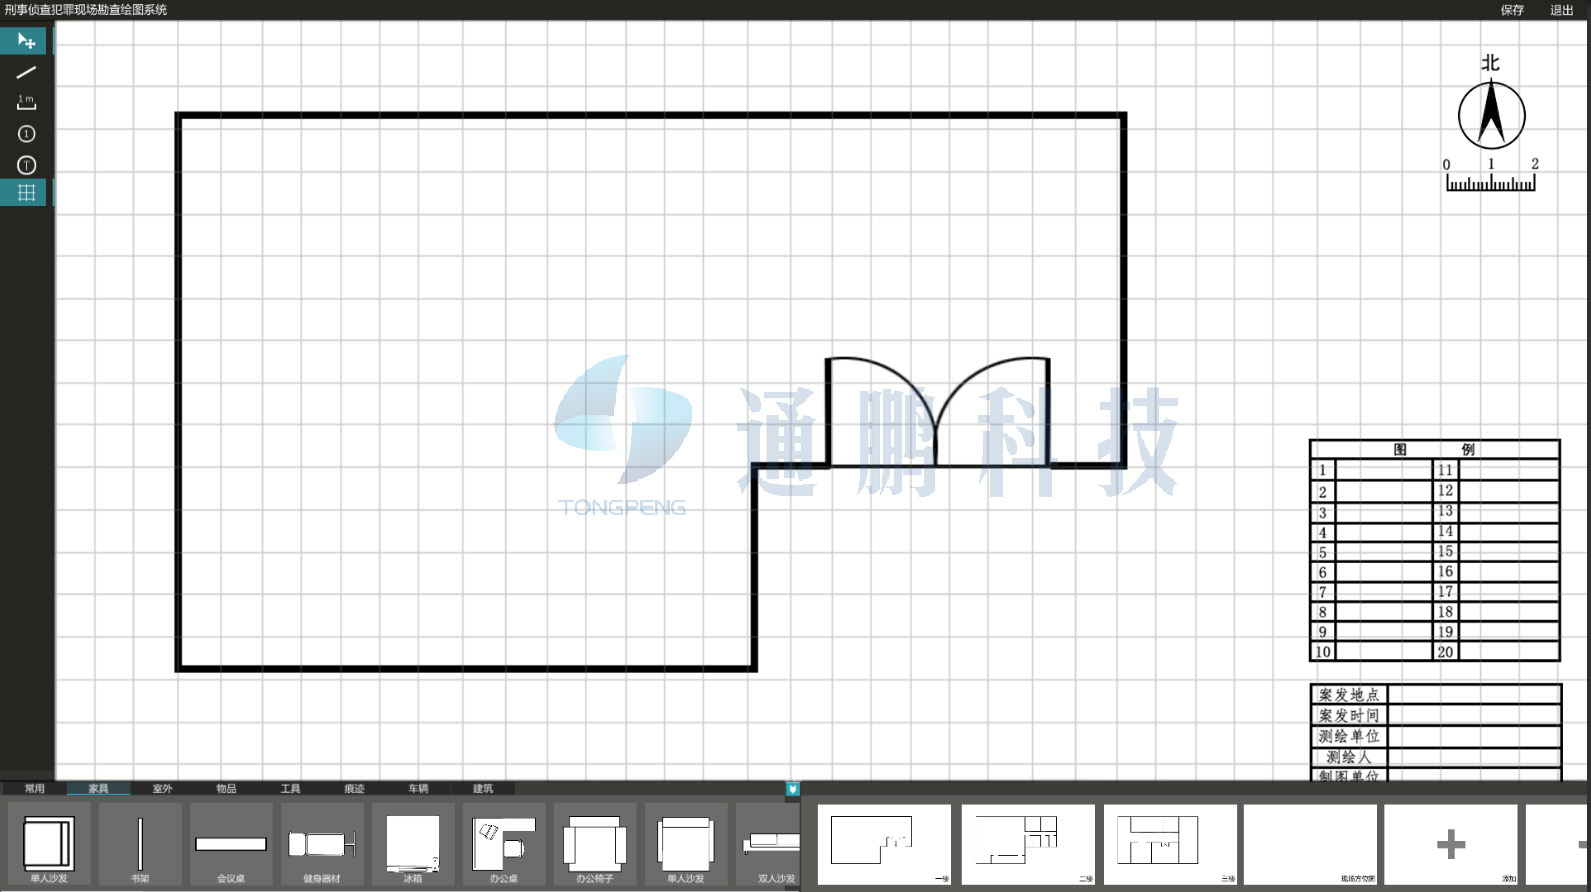 刑事侦查犯罪现场勘查绘图系统
保存
退出
1m
1
T
北
0 1 2
通鹏科技
TONGPENG
图 例
1 11
2 12
3 13
4 14
5 15
6 16
7 17
8 18
9 19
10 20
案发地点
案发时间
测绘单位
测绘人
制图单位
常用 家具 室外 物品 工具 痕迹 车辆 建筑
单人沙发 书架 会议桌 健身器材 冰箱 办公桌 办公椅子 单人沙发 双人沙发
一楼 二楼 三楼 现场方位图 添加